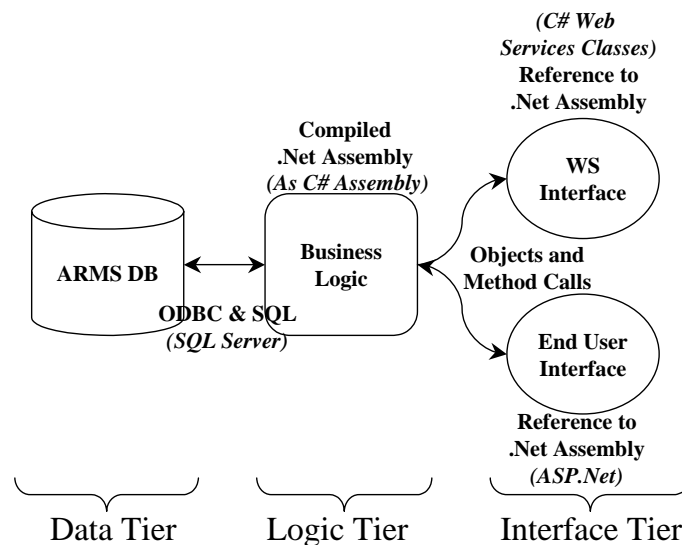 (C# Web
Services Classes)
Reference to
.Net Assembly
WS
Interface
Compiled
.Net Assembly
(As C# Assembly)
Business
Logic
ARMS DB
ODBC & SQL
(SQL Server)
Objects and
Method Calls
End User
Interface
Reference to
.Net Assembly
(ASP.Net)
Data Tier
Logic Tier
Interface Tier